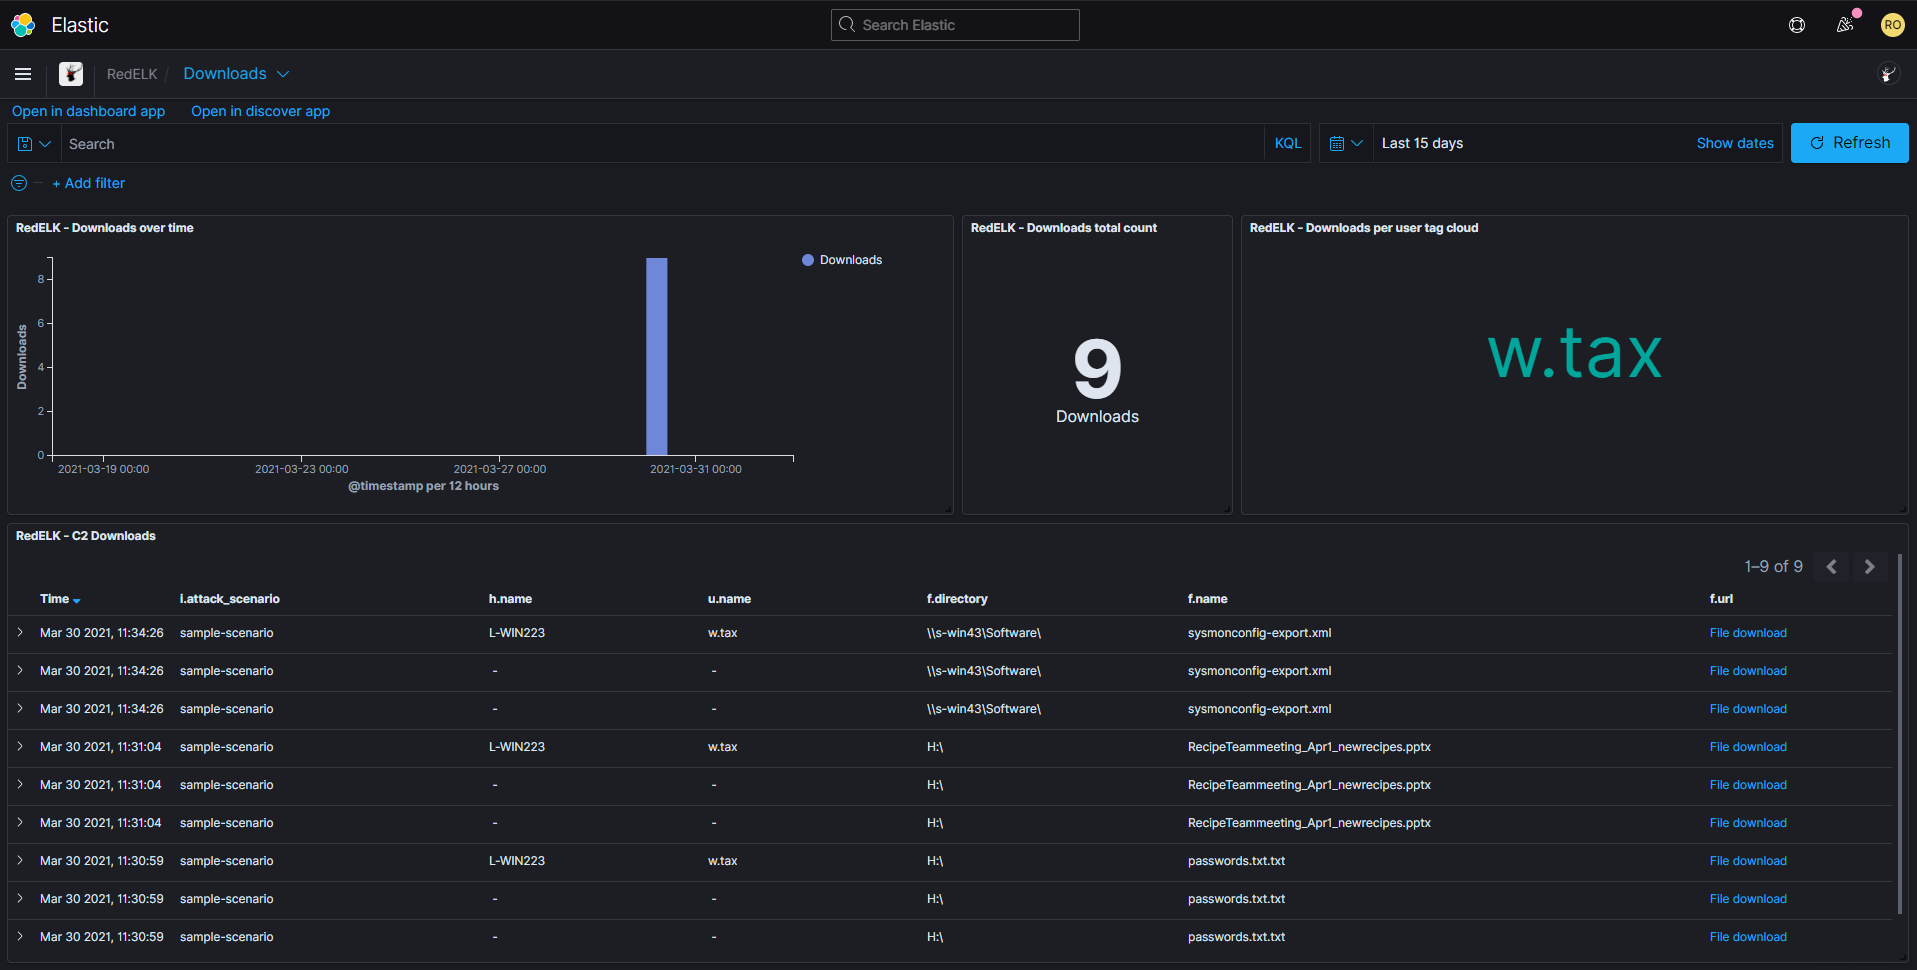 Elastic
Search Elastic
RO
RedELK / Downloads
Open in dashboard app Open in discover app
Search KQL Last 15 days Show dates Refresh
+ Add filter
RedELK - Downloads over time
Downloads
8
6
4
2
0
Downloads
2021-03-19 00:00 2021-03-23 00:00 2021-03-27 00:00 2021-03-31 00:00
@timestamp per 12 hours
RedELK - Downloads total count
9
Downloads
RedELK - Downloads per user tag cloud
w.tax
RedELK - C2 Downloads
1–9 of 9
Time i.attack_scenario h.name u.name f.directory f.name f.url
Mar 30 2021, 11:34:26 sample-scenario L-WIN223 w.tax \\s-win43\Software\ sysmonconfig-export.xml File download
Mar 30 2021, 11:34:26 sample-scenario - - \\s-win43\Software\ sysmonconfig-export.xml File download
Mar 30 2021, 11:34:26 sample-scenario - - \\s-win43\Software\ sysmonconfig-export.xml File download
Mar 30 2021, 11:31:04 sample-scenario L-WIN223 w.tax H:\ RecipeTeammeeting_Apr1_newrecipes.pptx File download
Mar 30 2021, 11:31:04 sample-scenario - - H:\ RecipeTeammeeting_Apr1_newrecipes.pptx File download
Mar 30 2021, 11:31:04 sample-scenario - - H:\ RecipeTeammeeting_Apr1_newrecipes.pptx File download
Mar 30 2021, 11:30:59 sample-scenario L-WIN223 w.tax H:\ passwords.txt.txt File download
Mar 30 2021, 11:30:59 sample-scenario - - H:\ passwords.txt.txt File download
Mar 30 2021, 11:30:59 sample-scenario - - H:\ passwords.txt.txt File download